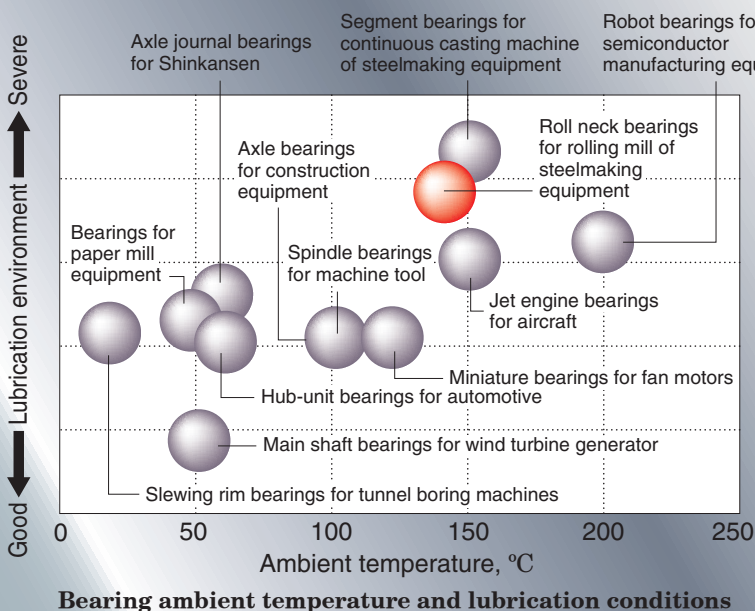 Axle journal bearings
for Shinkansen
Segment bearings for
continuous casting machine
of steelmaking equipment
Robot bearings fo
semiconductor
manufacturing equ
Severe
Lubrication environment
Good
Axle bearings
for construction
equipment
Roll neck bearings
for rolling mill of
steelmaking
equipment
Bearings for
paper mill
equipment
Spindle bearings
for machine tool
Jet engine bearings
for aircraft
Miniature bearings for fan motors
Hub-unit bearings for automotive
Main shaft bearings for wind turbine generator
Slewing rim bearings for tunnel boring machines
0 50 100 150 200 250
Ambient temperature, ºC
Bearing ambient temperature and lubrication conditions